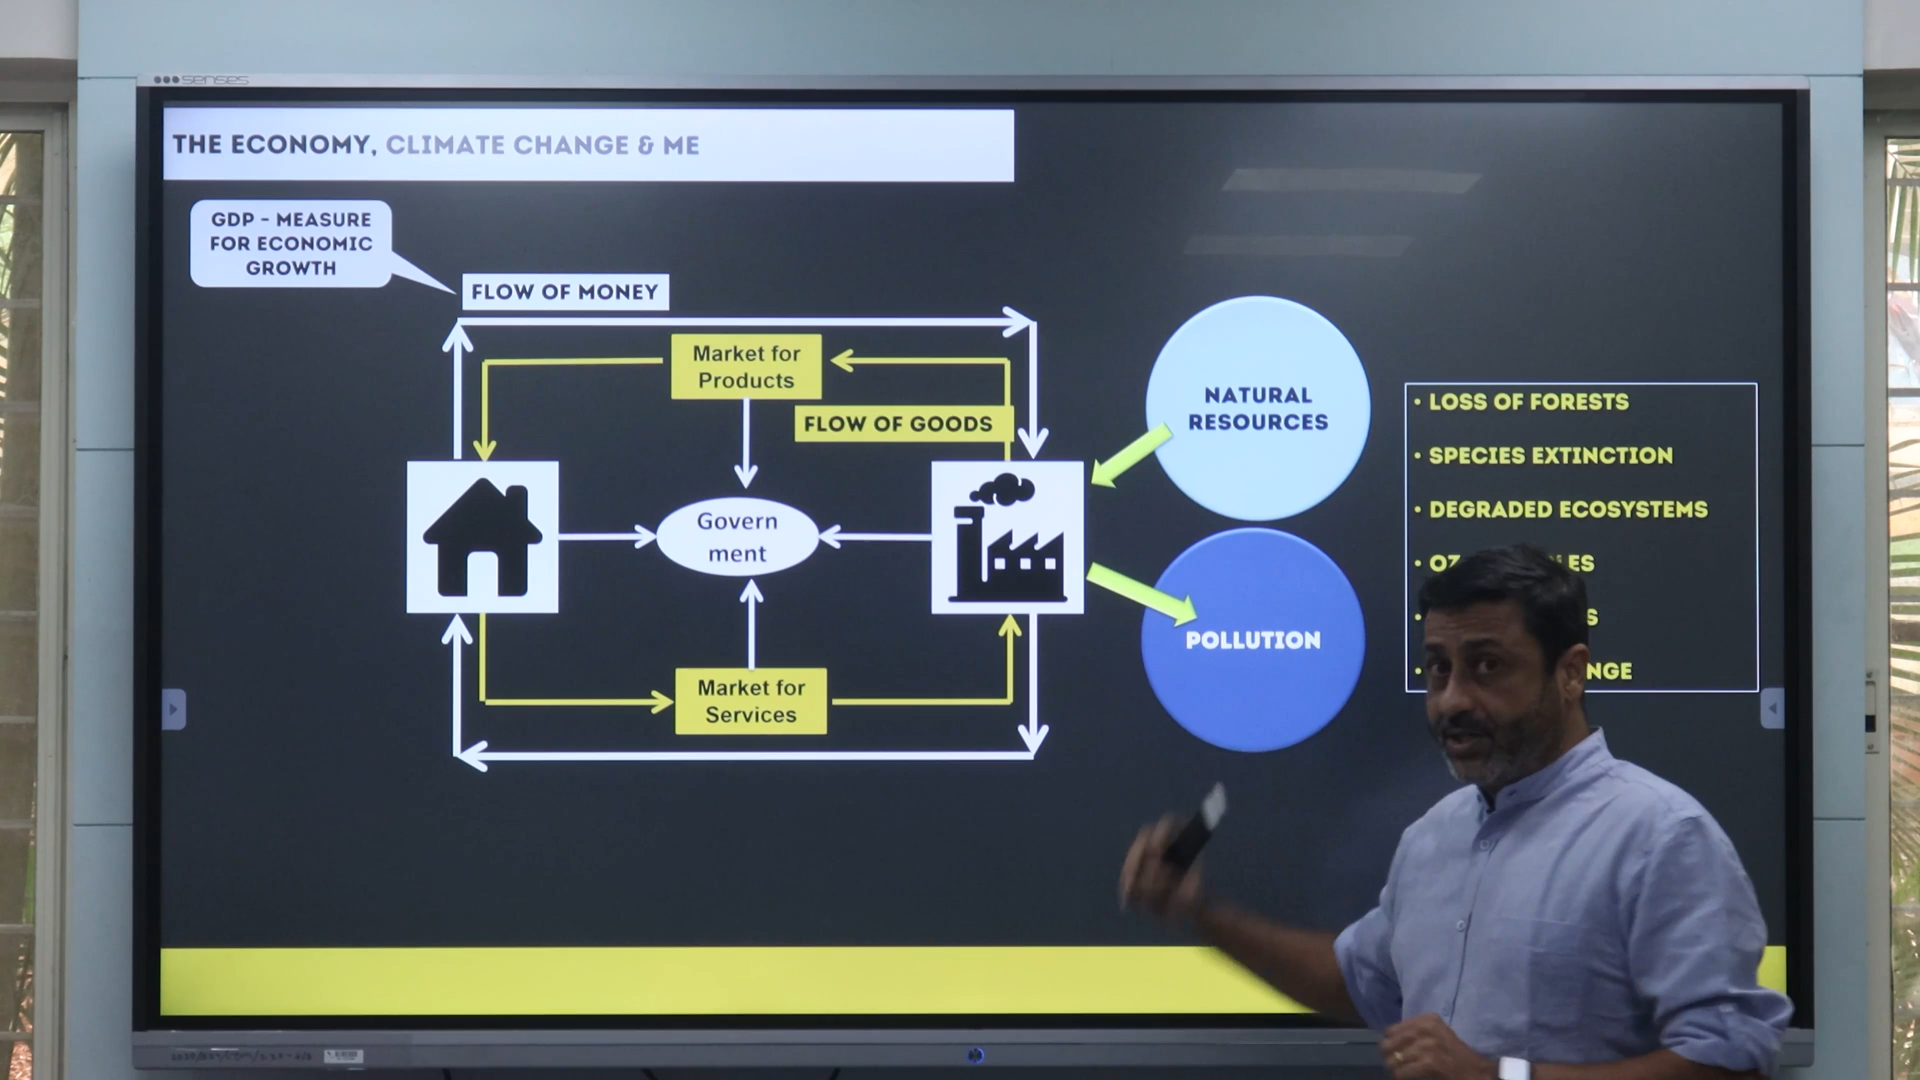 senses
THE ECONOMY, CLIMATE CHANGE & ME
GDP - MEASURE
FOR ECONOMIC
GROWTH
FLOW OF MONEY
Market for
Products
FLOW OF GOODS
Govern
ment
Market for
Services
NATURAL
RESOURCES
POLLUTION
• LOSS OF FORESTS
• SPECIES EXTINCTION
• DEGRADED ECOSYSTEMS